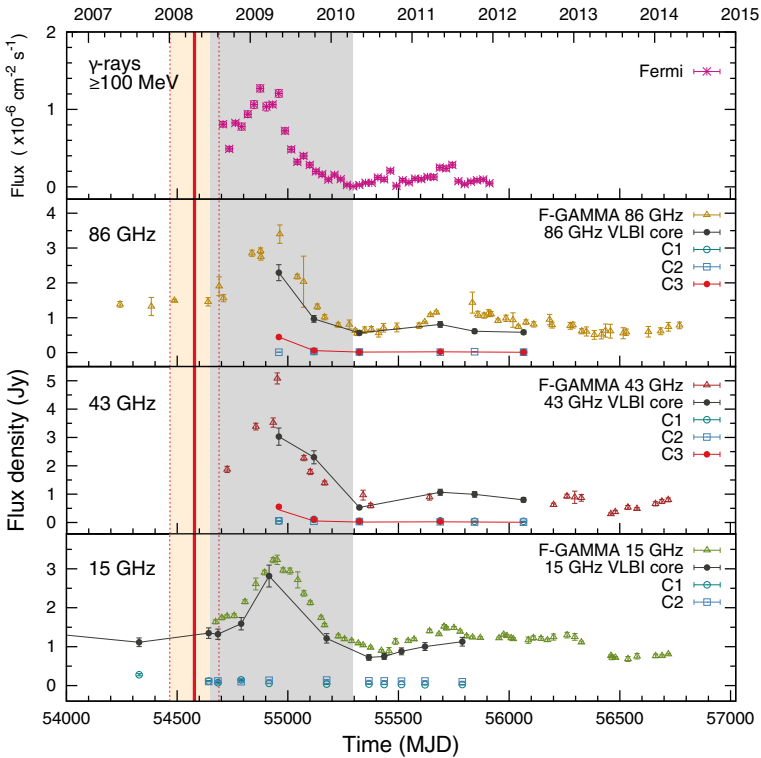 2007 2008 2009 2010 2011 2012 2013 2014 2015
γ-rays
≥100 MeV
Fermi
Flux ( x10⁻⁶ cm⁻² s⁻¹)
2
1
0
86 GHz
F-GAMMA 86 GHz
86 GHz VLBI core
C1
C2
C3
4
3
2
1
0
43 GHz
F-GAMMA 43 GHz
43 GHz VLBI core
C1
C2
C3
5
4
3
2
1
0
Flux density (Jy)
15 GHz
F-GAMMA 15 GHz
15 GHz VLBI core
C1
C2
3
2
1
0
54000 54500 55000 55500 56000 56500 57000
Time (MJD)